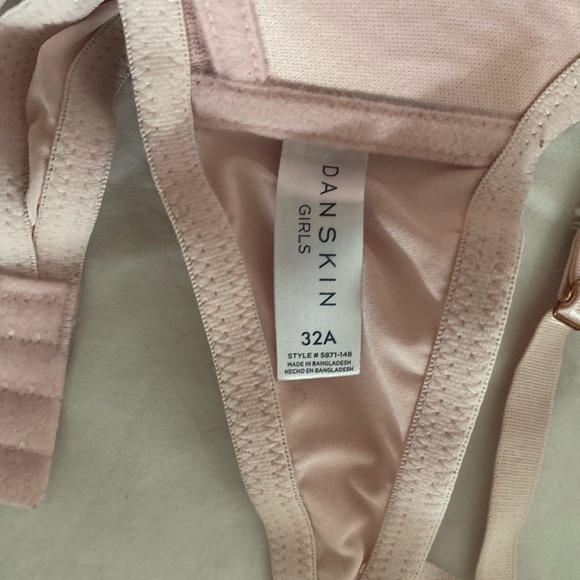 DANSKIN
GIRLS
32A
STYLE # 5871-148
MADE IN BANGLADESH
HECHO EN BANGLADESH